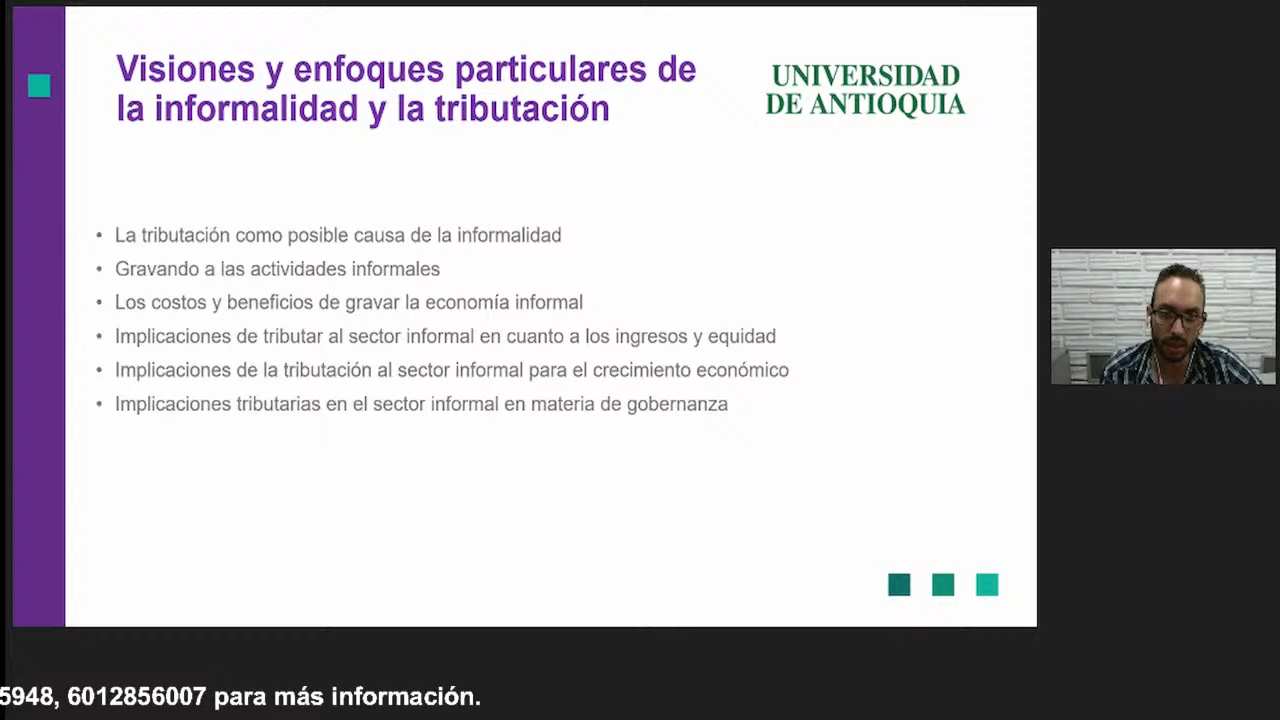 Visiones y enfoques particulares de
la informalidad y la tributación
UNIVERSIDAD
DE ANTIOQUIA
• La tributación como posible causa de la informalidad
• Gravando a las actividades informales
• Los costos y beneficios de gravar la economía informal
• Implicaciones de tributar al sector informal en cuanto a los ingresos y equidad
• Implicaciones de la tributación al sector informal para el crecimiento económico
• Implicaciones tributarias en el sector informal en materia de gobernanza
5948, 6012856007 para más información.